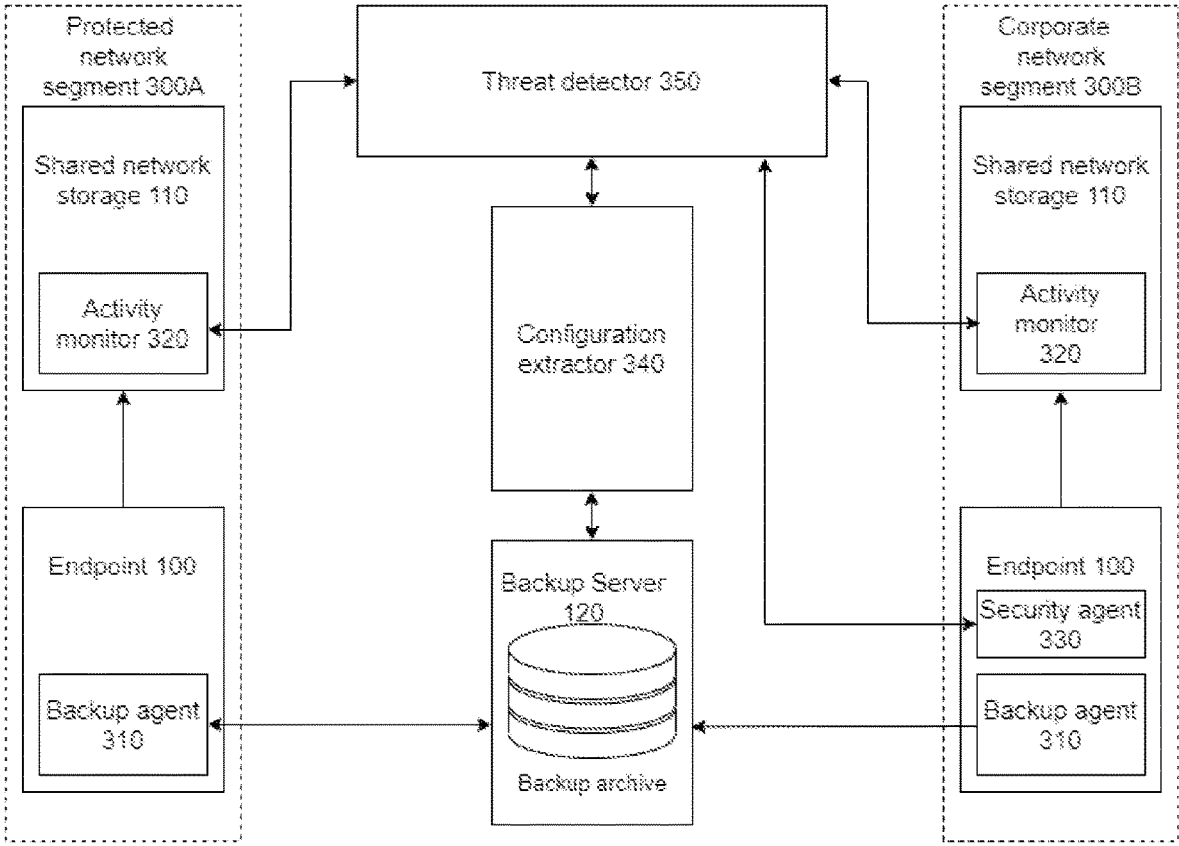 Protected
network
segment 300A
Shared network
storage 110
Activity
monitor 320
Endpoint 100
Backup agent
310
Threat detector 350
Configuration
extractor 340
Backup Server
120
Backup archive
Corporate
network
segment 300B
Shared network
storage 110
Activity
monitor
320
Endpoint 100
Security agent
330
Backup agent
310